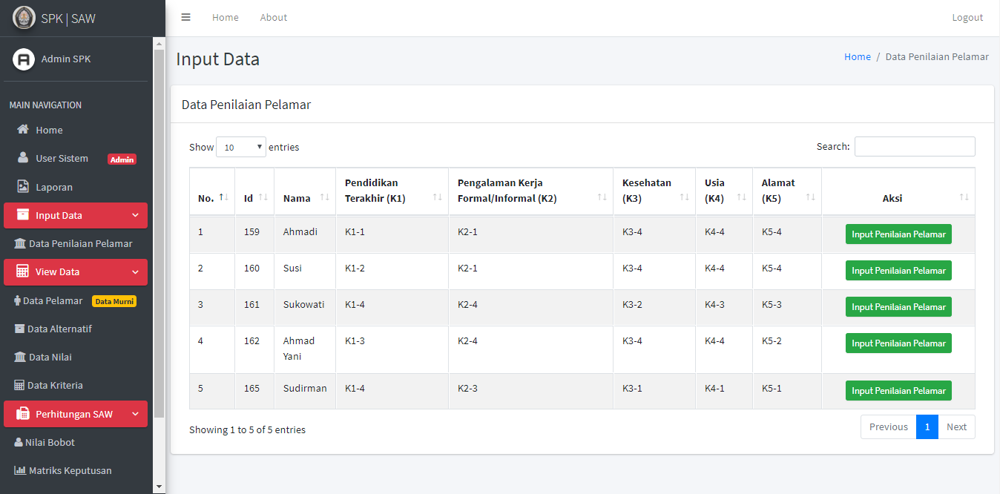 SPK | SAW
Home About Logout
Admin SPK
MAIN NAVIGATION
Home
User Sistem Admin
Laporan
Input Data
Data Penilaian Pelamar
View Data
Data Pelamar Data Murni
Data Alternatif
Data Nilai
Data Kriteria
Perhitungan SAW
Nilai Bobot
Matriks Keputusan
Input Data
Home / Data Penilaian Pelamar
Data Penilaian Pelamar
Show 10 entries Search:
No. Id Nama Pendidikan Terakhir (K1) Pengalaman Kerja Formal/Informal (K2) Kesehatan (K3) Usia (K4) Alamat (K5) Aksi
1 159 Ahmadi K1-1 K2-1 K3-4 K4-4 K5-4 Input Penilaian Pelamar
2 160 Susi K1-2 K2-1 K3-4 K4-4 K5-4 Input Penilaian Pelamar
3 161 Sukowati K1-4 K2-4 K3-2 K4-3 K5-3 Input Penilaian Pelamar
4 162 Ahmad Yani K1-3 K2-4 K3-4 K4-4 K5-2 Input Penilaian Pelamar
5 165 Sudirman K1-4 K2-3 K3-1 K4-1 K5-1 Input Penilaian Pelamar
Showing 1 to 5 of 5 entries
Previous 1 Next